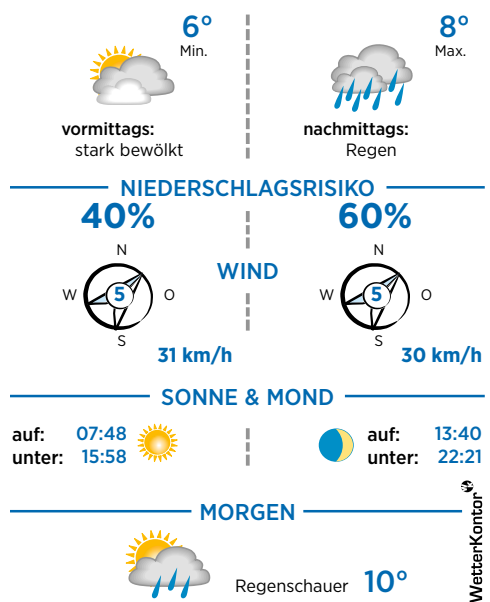 6°
Min.
8°
Max.
vormittags:
stark bewölkt
nachmittags:
Regen
NIEDERSCHLAGSRISIKO
40%
60%
WIND
N
W
5
O
S
31 km/h
N
W
5
O
S
30 km/h
SONNE & MOND
auf: 07:48
unter: 15:58
auf: 13:40
unter: 22:21
MORGEN
Regenschauer 10°
WetterKontor